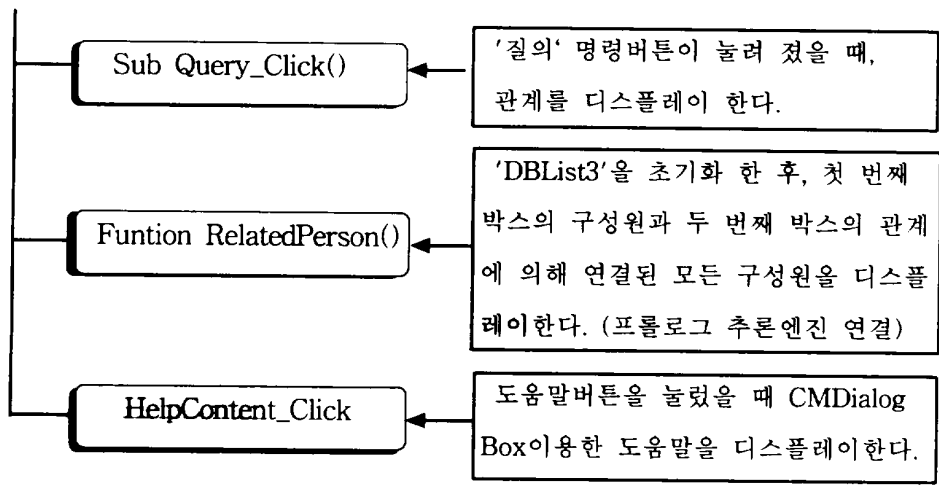 Sub Query_Click()
'질의' 명령버튼이 눌려 졌을 때,
관계를 디스플레이 한다.
Funtion RelatedPerson()
'DBList3'을 초기화 한 후, 첫 번째
박스의 구성원과 두 번째 박스의 관계
에 의해 연결된 모든 구성원을 디스플
레이한다. (프롤로그 추론엔진 연결)
HelpContent_Click
도움말버튼을 눌렀을 때 CMDialog
Box이용한 도움말을 디스플레이한다.